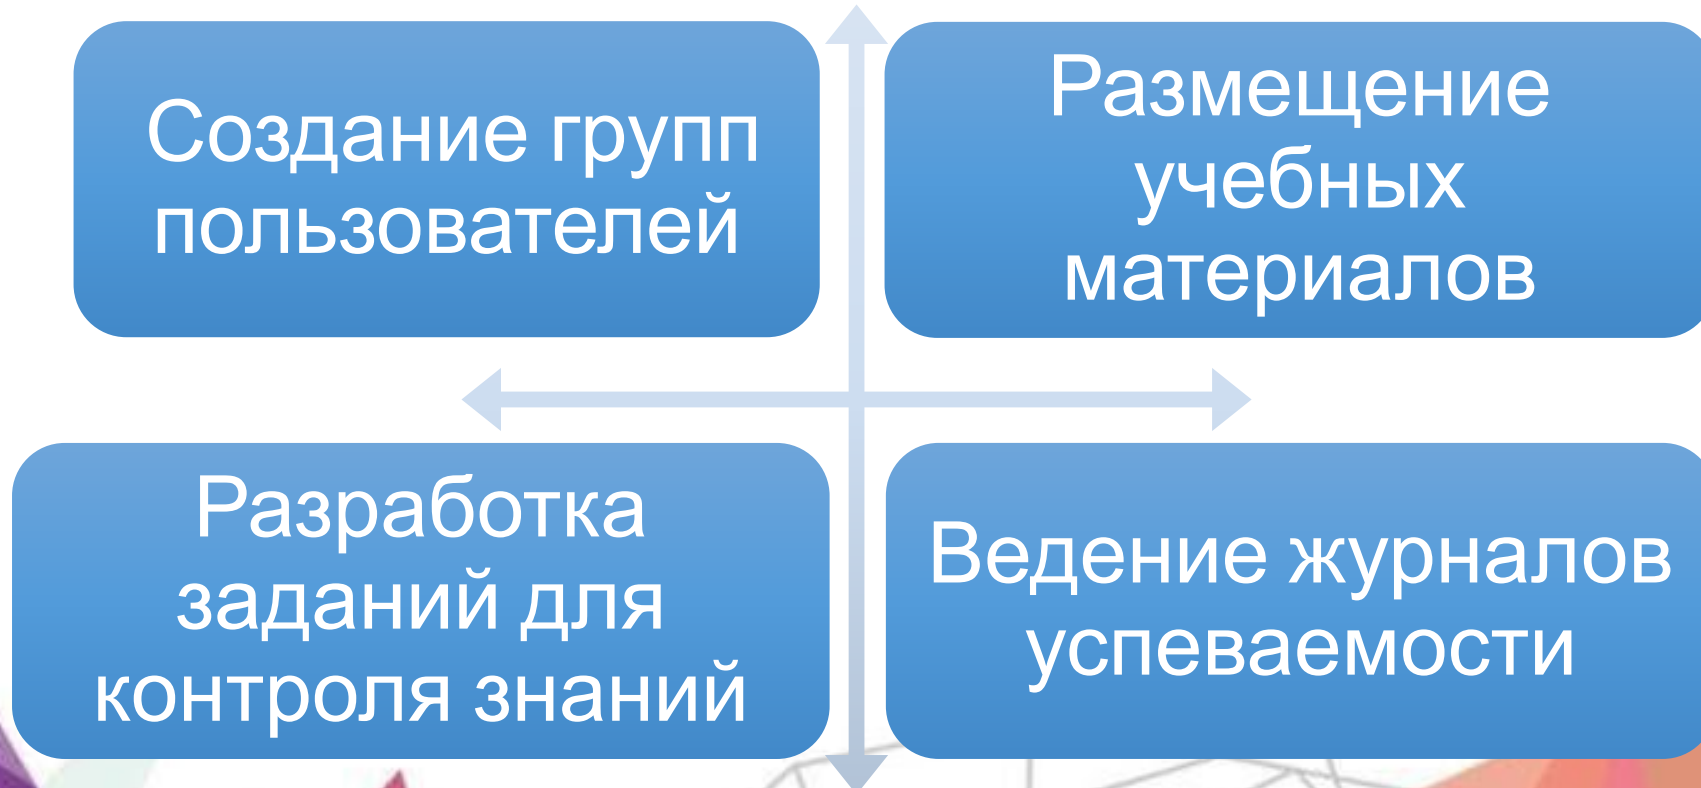 Создание групп
пользователей
Размещение
учебных
материалов
Разработка
заданий для
контроля знаний
Ведение журналов
успеваемости